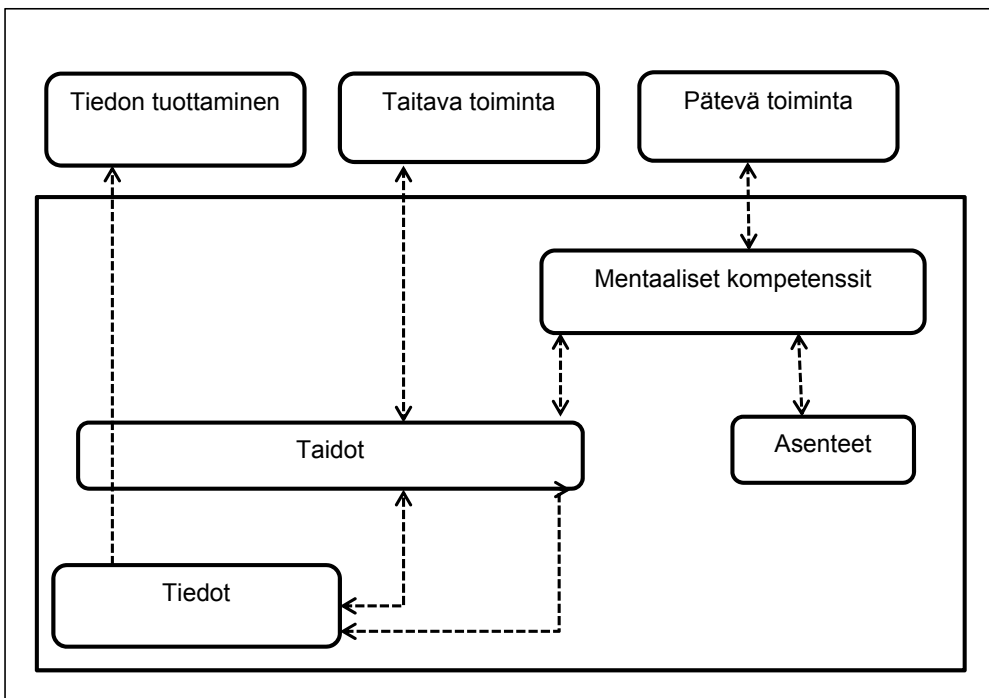 Tiedon tuottaminen
Taitava toiminta
Pätevä toiminta
Mentaaliset kompetenssit
Taidot
Asenteet
Tiedot